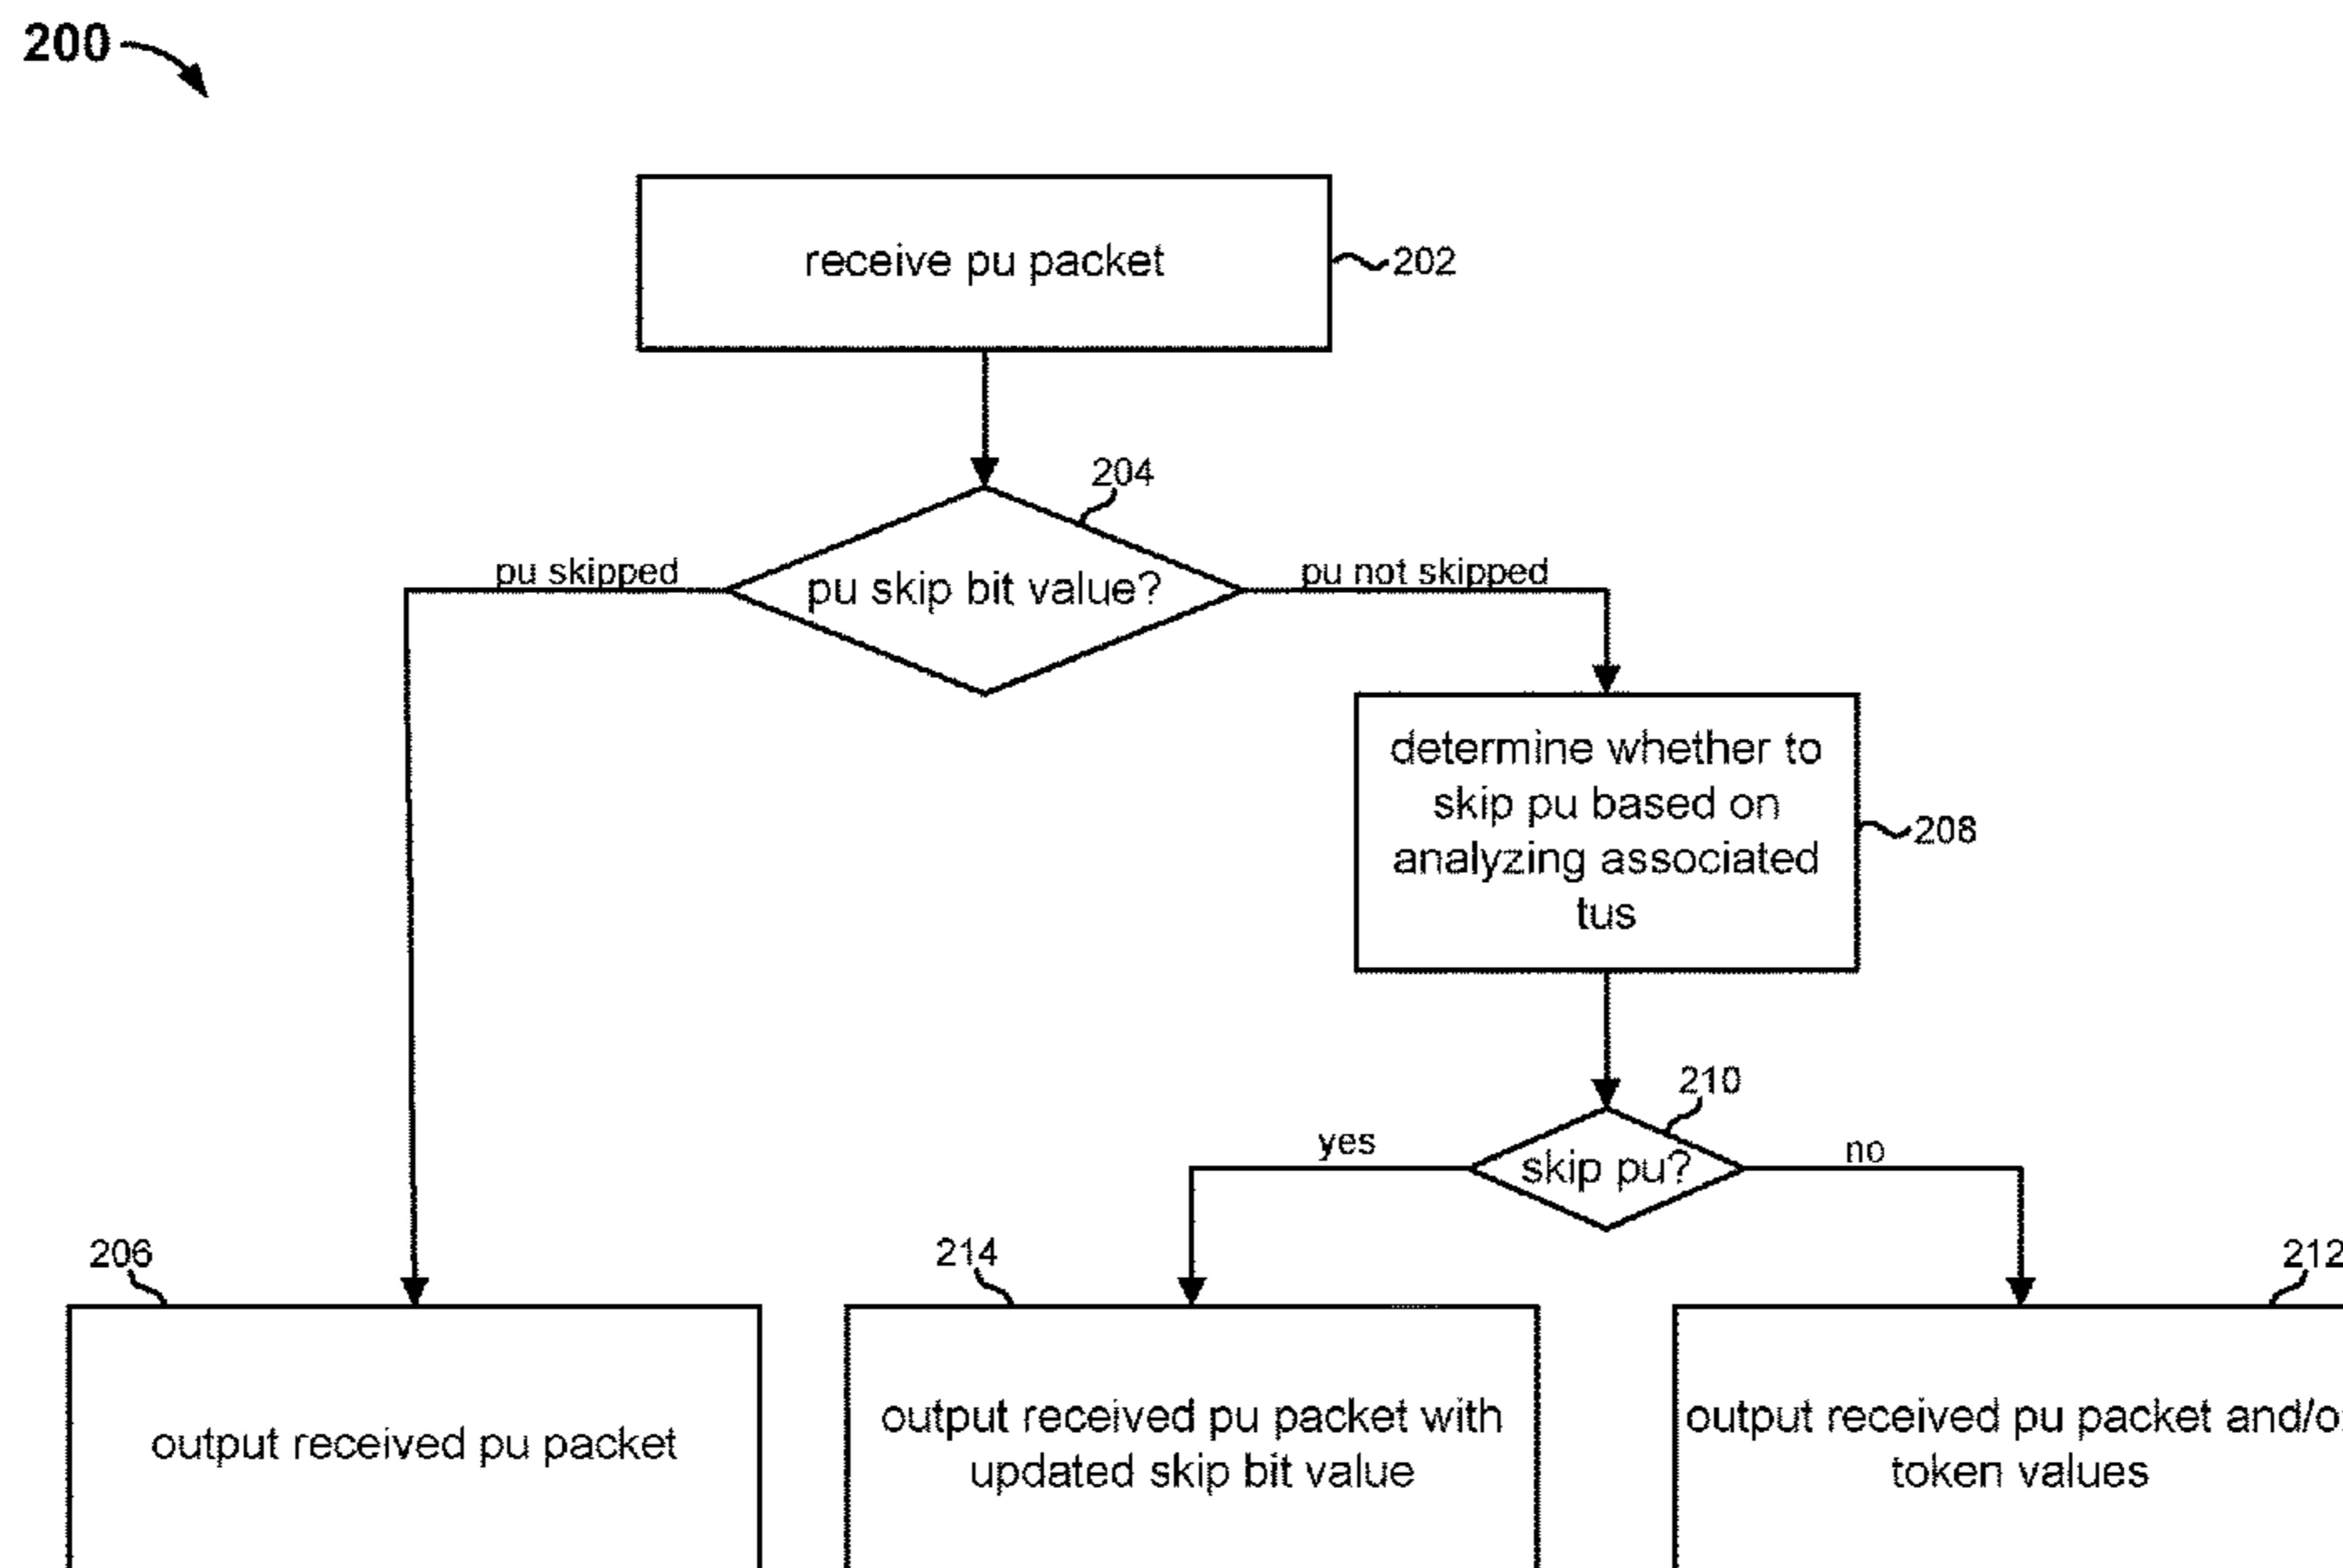 200
receive pu packet
202
204
pu skipped
pu skip bit value?
pu not skipped
determine whether to
skip pu based on
analyzing associated
tus
208
210
yes
skip pu?
no
206
214
212
output received pu packet
output received pu packet with
updated skip bit value
output received pu packet
token values